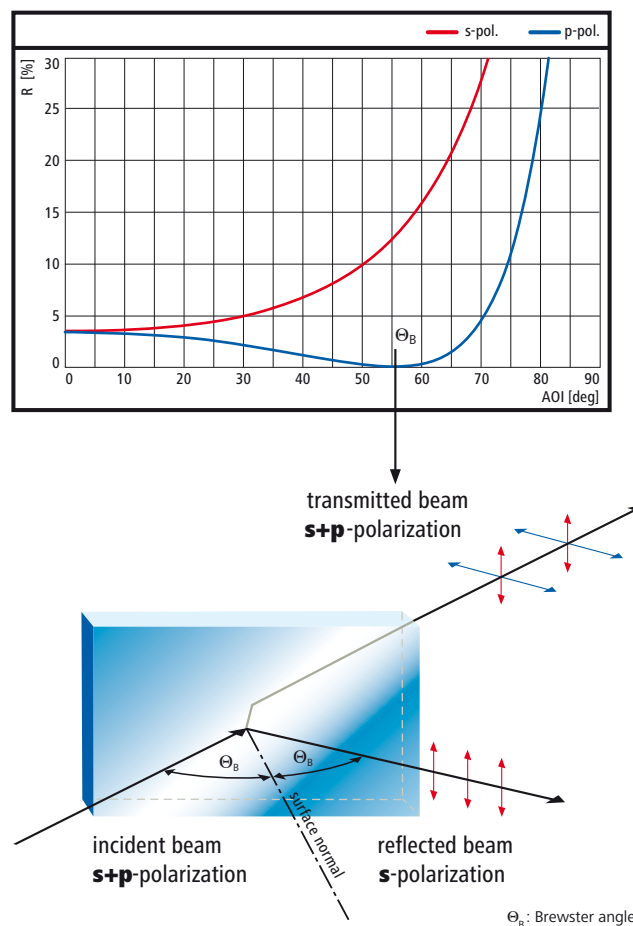 s-pol. p-pol.
R [%]
30
25
20
15
10
5
0
ΘB
0 10 20 30 40 50 60 70 80 90
AOI [deg]
transmitted beam
s+p-polarization
ΘB ΘB
surface normal
incident beam
s+p-polarization
reflected beam
s-polarization
ΘB: Brewster angle